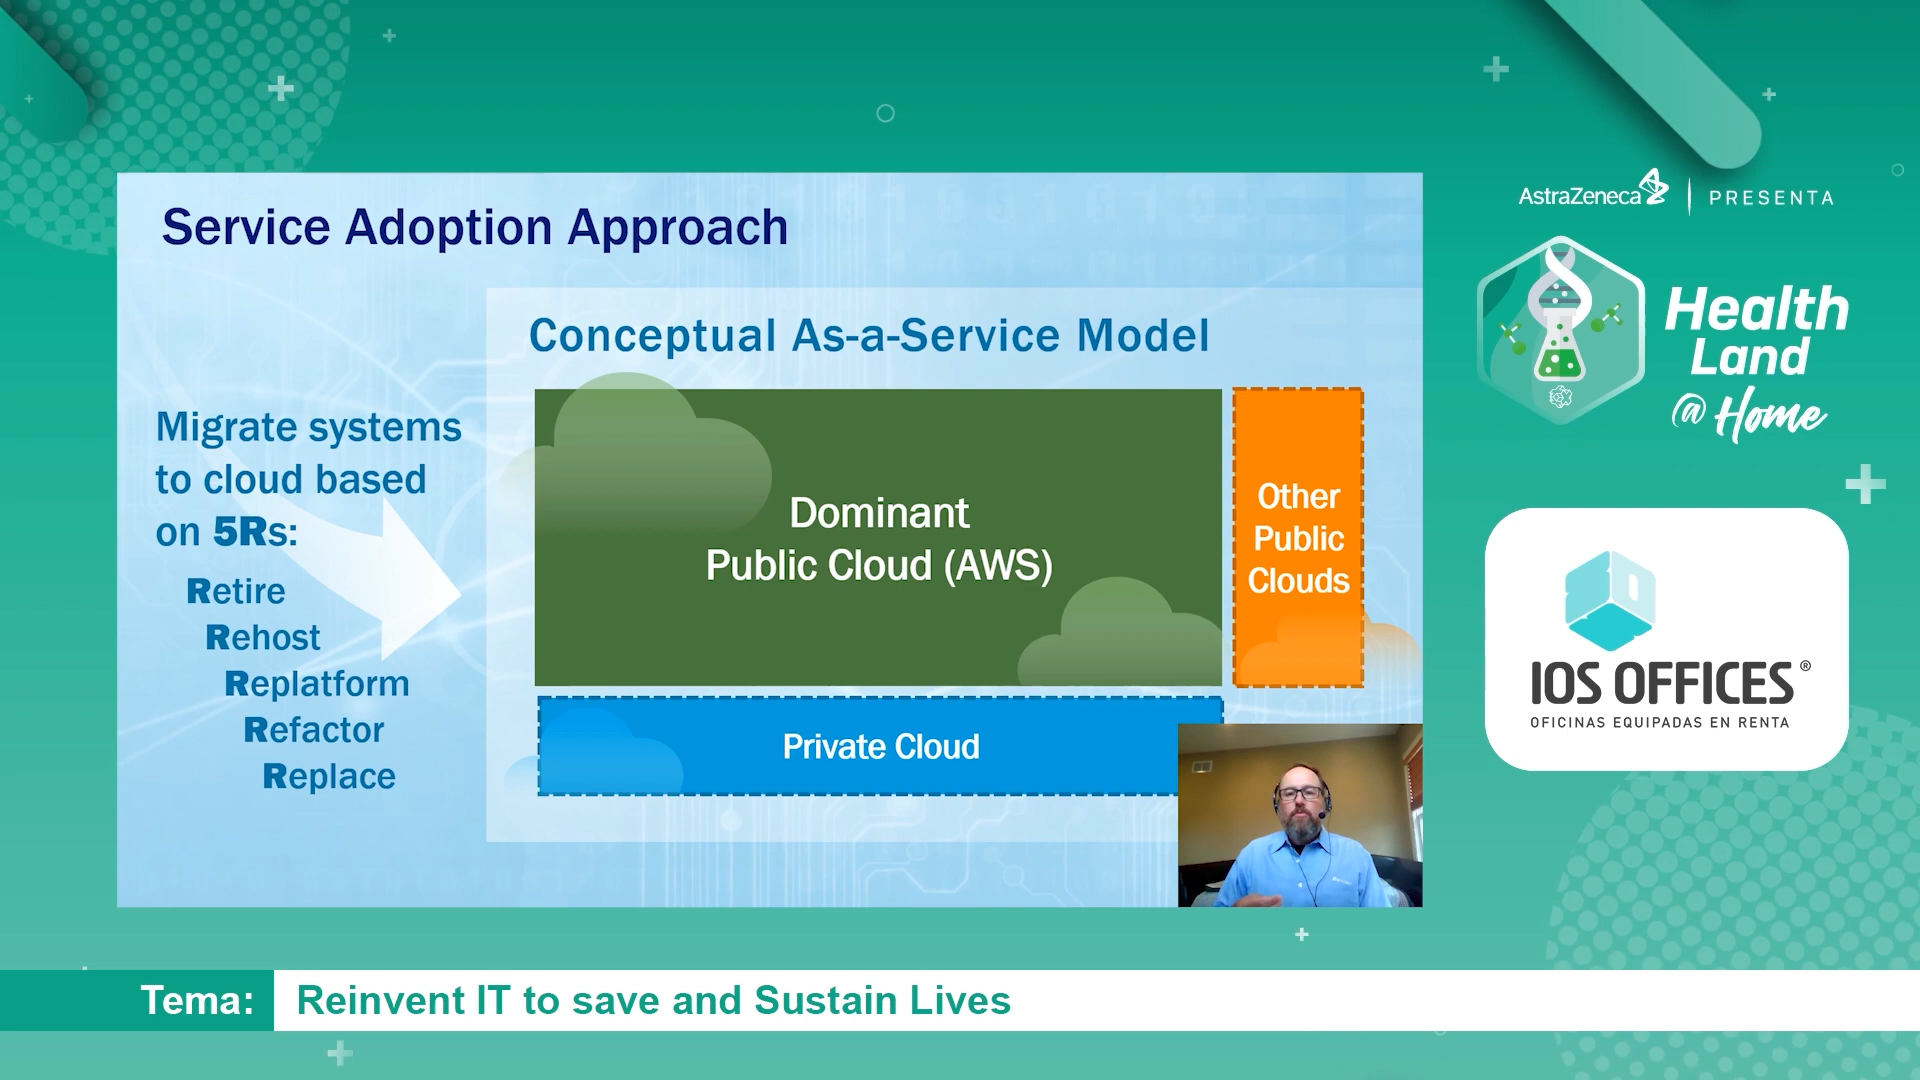 Service Adoption Approach
Conceptual As-a-Service Model
Migrate systems
to cloud based
on 5Rs:
Retire
Rehost
Replatform
Refactor
Replace
Dominant
Public Cloud (AWS)
Other
Public
Clouds
Private Cloud
AstraZeneca PRESENTA
Health
Land
@ Home
IOS OFFICES®
OFICINAS EQUIPADAS EN RENTA
Tema: Reinvent IT to save and Sustain Lives